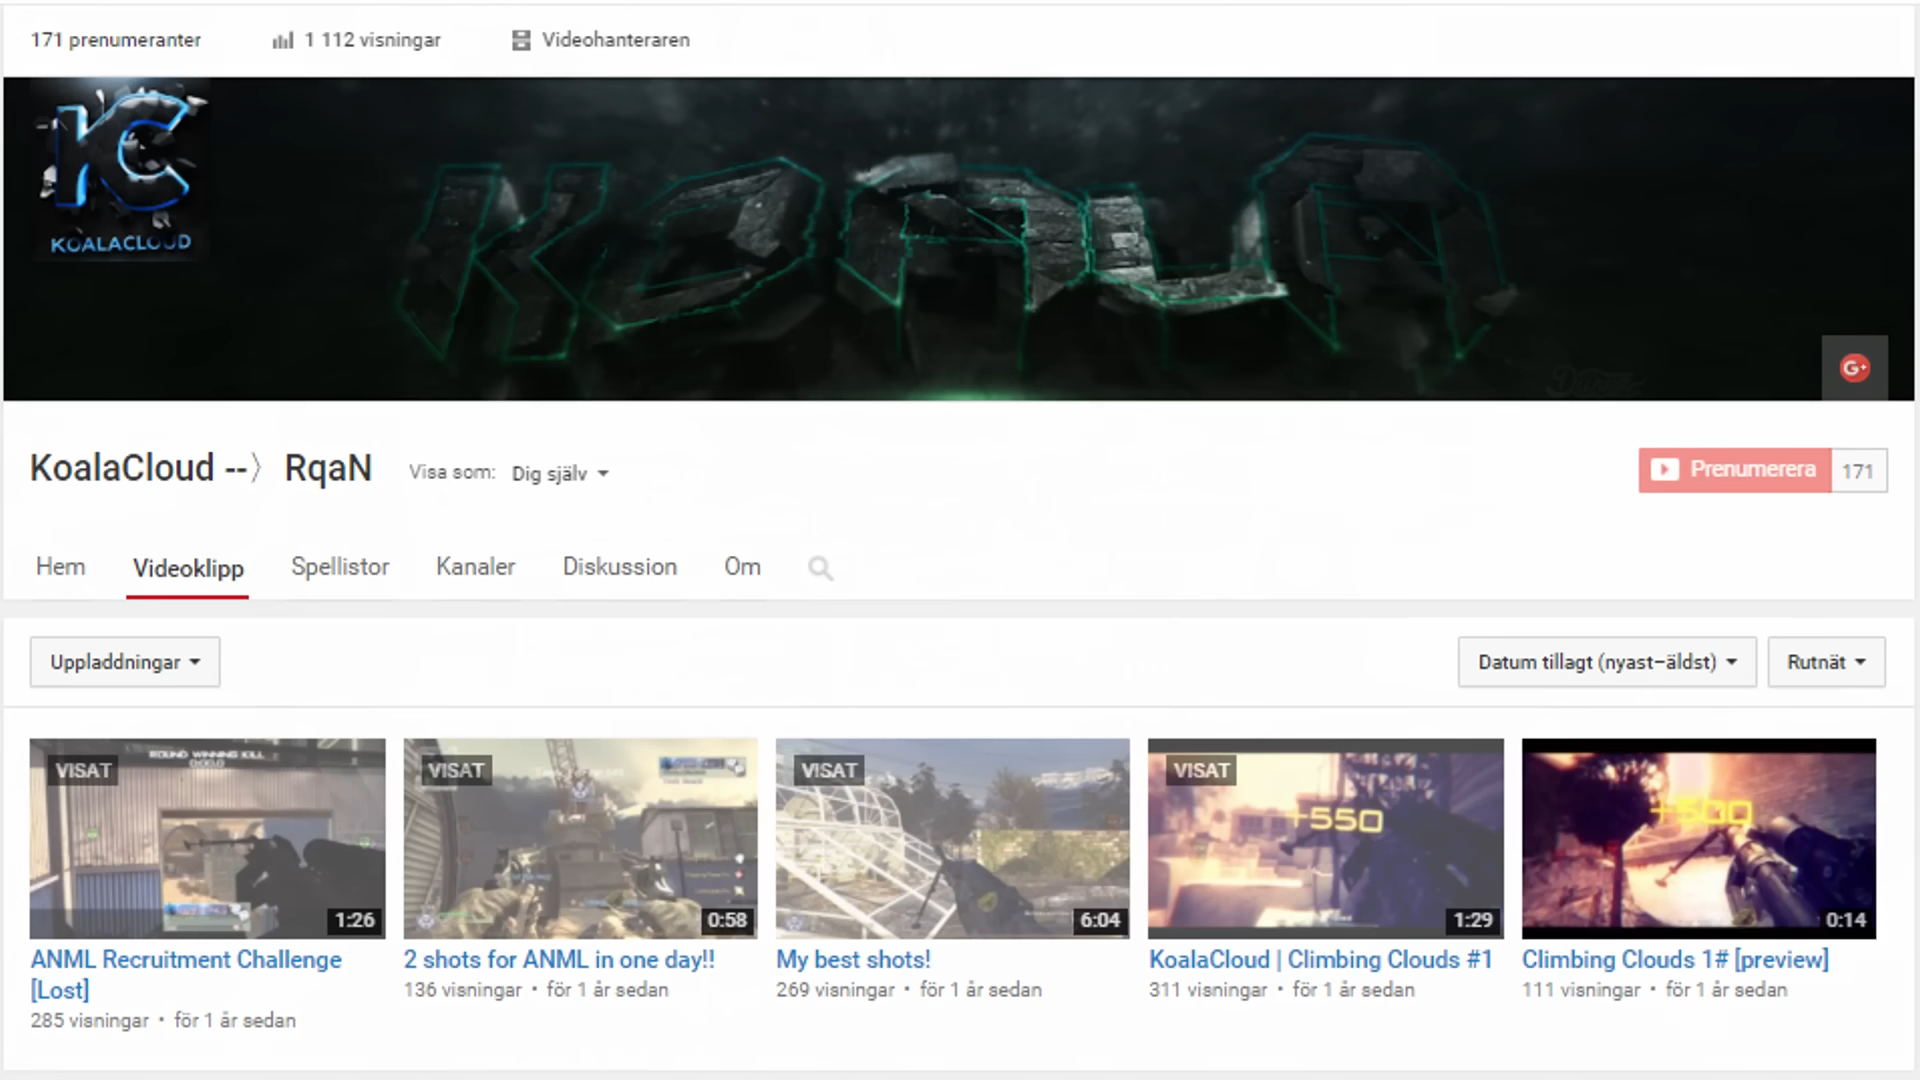 171 prenumeranter
1 112 visningar
Videohanteraren
KC
KOALACLOUD
KOALA
G+
KoalaCloud --〉 RqaN
Visa som: Dig själv
Prenumerera 171
Hem Videoklipp Spellistor Kanaler Diskussion Om
Uppladdningar
Datum tillagt (nyast–äldst)
Rutnät
VISAT
ROUND WINNING KILL
1:26
VISAT
0:58
VISAT
6:04
VISAT
+550
1:29
+500
0:14
ANML Recruitment Challenge
[Lost]
285 visningar • för 1 år sedan
2 shots for ANML in one day!!
136 visningar • för 1 år sedan
My best shots!
269 visningar • för 1 år sedan
KoalaCloud | Climbing Clouds #1
311 visningar • för 1 år sedan
Climbing Clouds 1# [preview]
111 visningar • för 1 år sedan